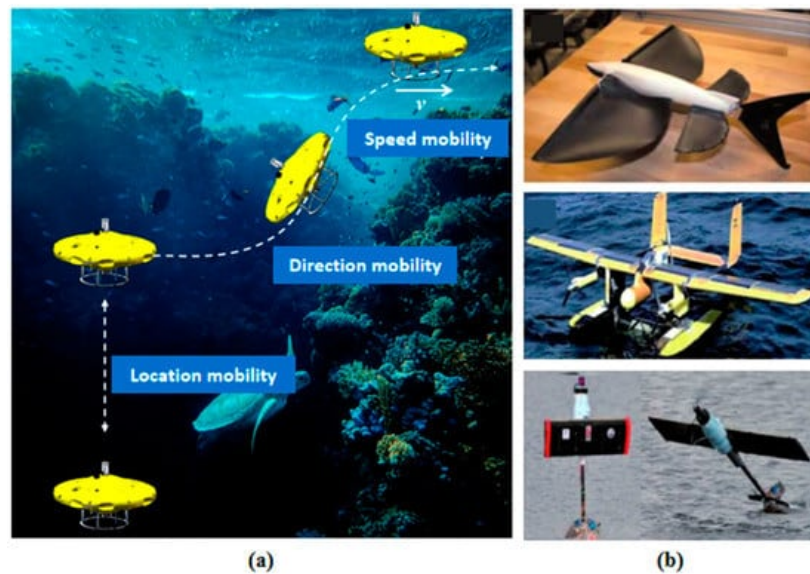 v
Speed mobility
Direction mobility
Location mobility
(a)
(b)